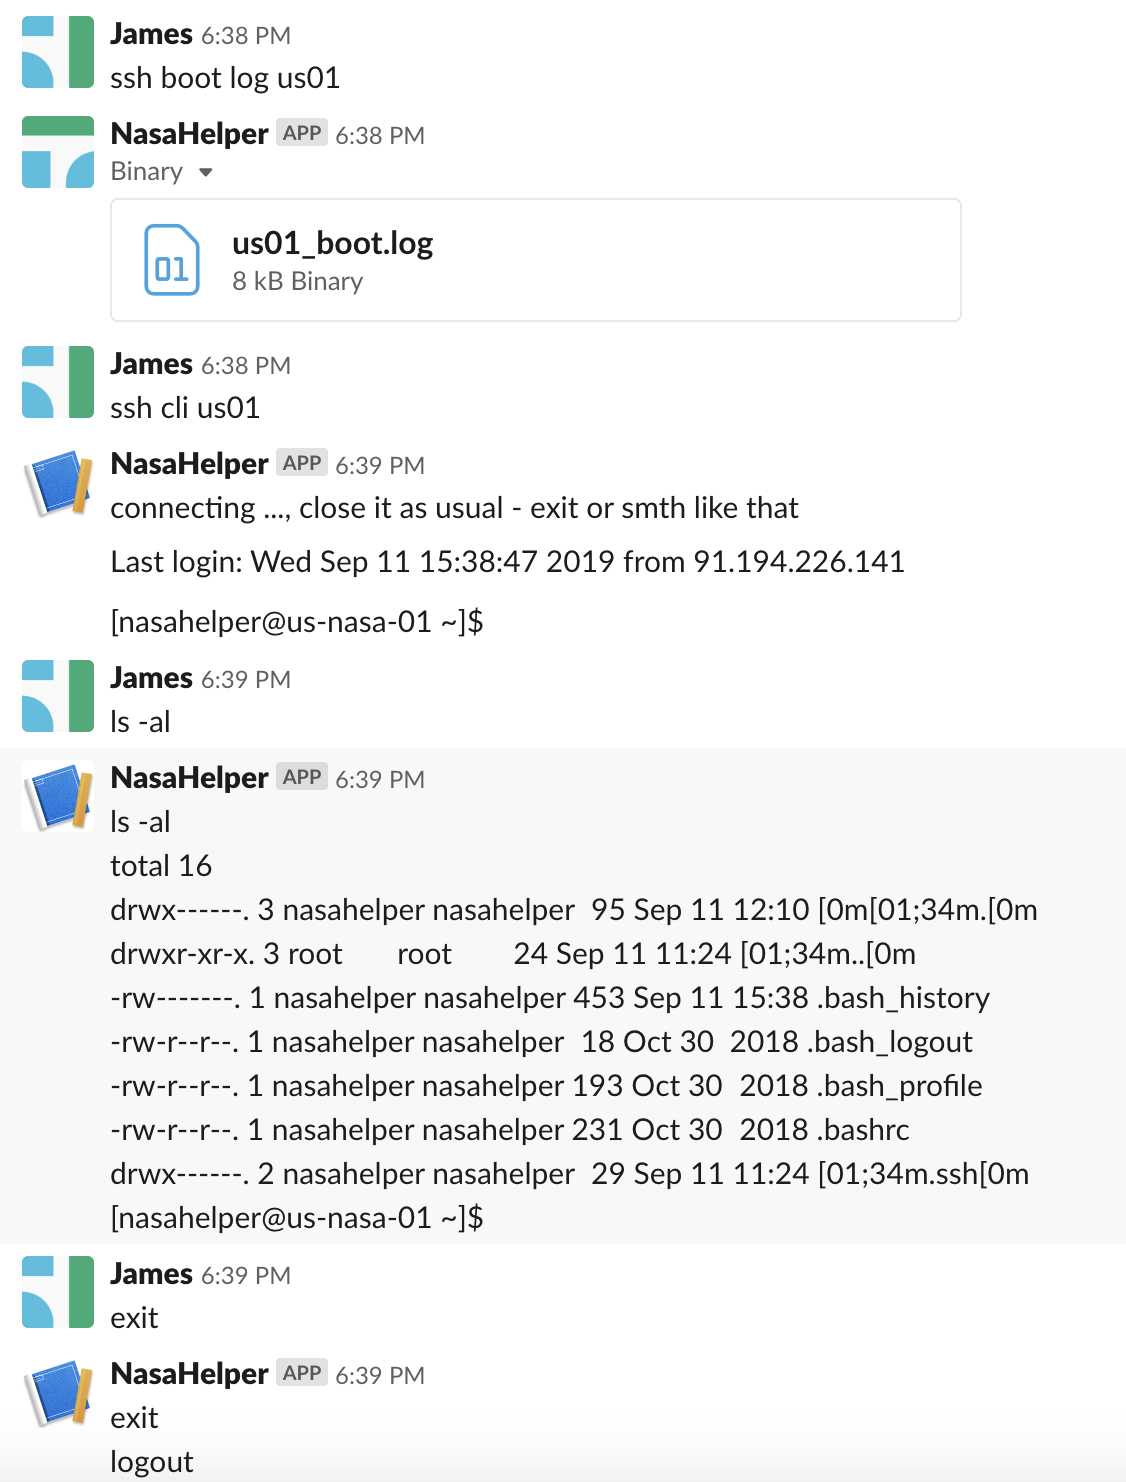 James 6:38 PM
ssh boot log us01
NasaHelper APP 6:38 PM
Binary
01
us01_boot.log
8 kB Binary
James 6:38 PM
ssh cli us01
NasaHelper APP 6:39 PM
connecting ..., close it as usual - exit or smth like that
Last login: Wed Sep 11 15:38:47 2019 from 91.194.226.141
[nasahelper@us-nasa-01 ~]$
James 6:39 PM
ls -al
NasaHelper APP 6:39 PM
ls -al
total 16
drwx------. 3 nasahelper nasahelper  95 Sep 11 12:10 [0m[01;34m.[0m
drwxr-xr-x. 3 root       root        24 Sep 11 11:24 [01;34m..[0m
-rw-------. 1 nasahelper nasahelper 453 Sep 11 15:38 .bash_history
-rw-r--r--. 1 nasahelper nasahelper  18 Oct 30  2018 .bash_logout
-rw-r--r--. 1 nasahelper nasahelper 193 Oct 30  2018 .bash_profile
-rw-r--r--. 1 nasahelper nasahelper 231 Oct 30  2018 .bashrc
drwx------. 2 nasahelper nasahelper  29 Sep 11 11:24 [01;34m.ssh[0m
[nasahelper@us-nasa-01 ~]$
James 6:39 PM
exit
NasaHelper APP 6:39 PM
exit
logout